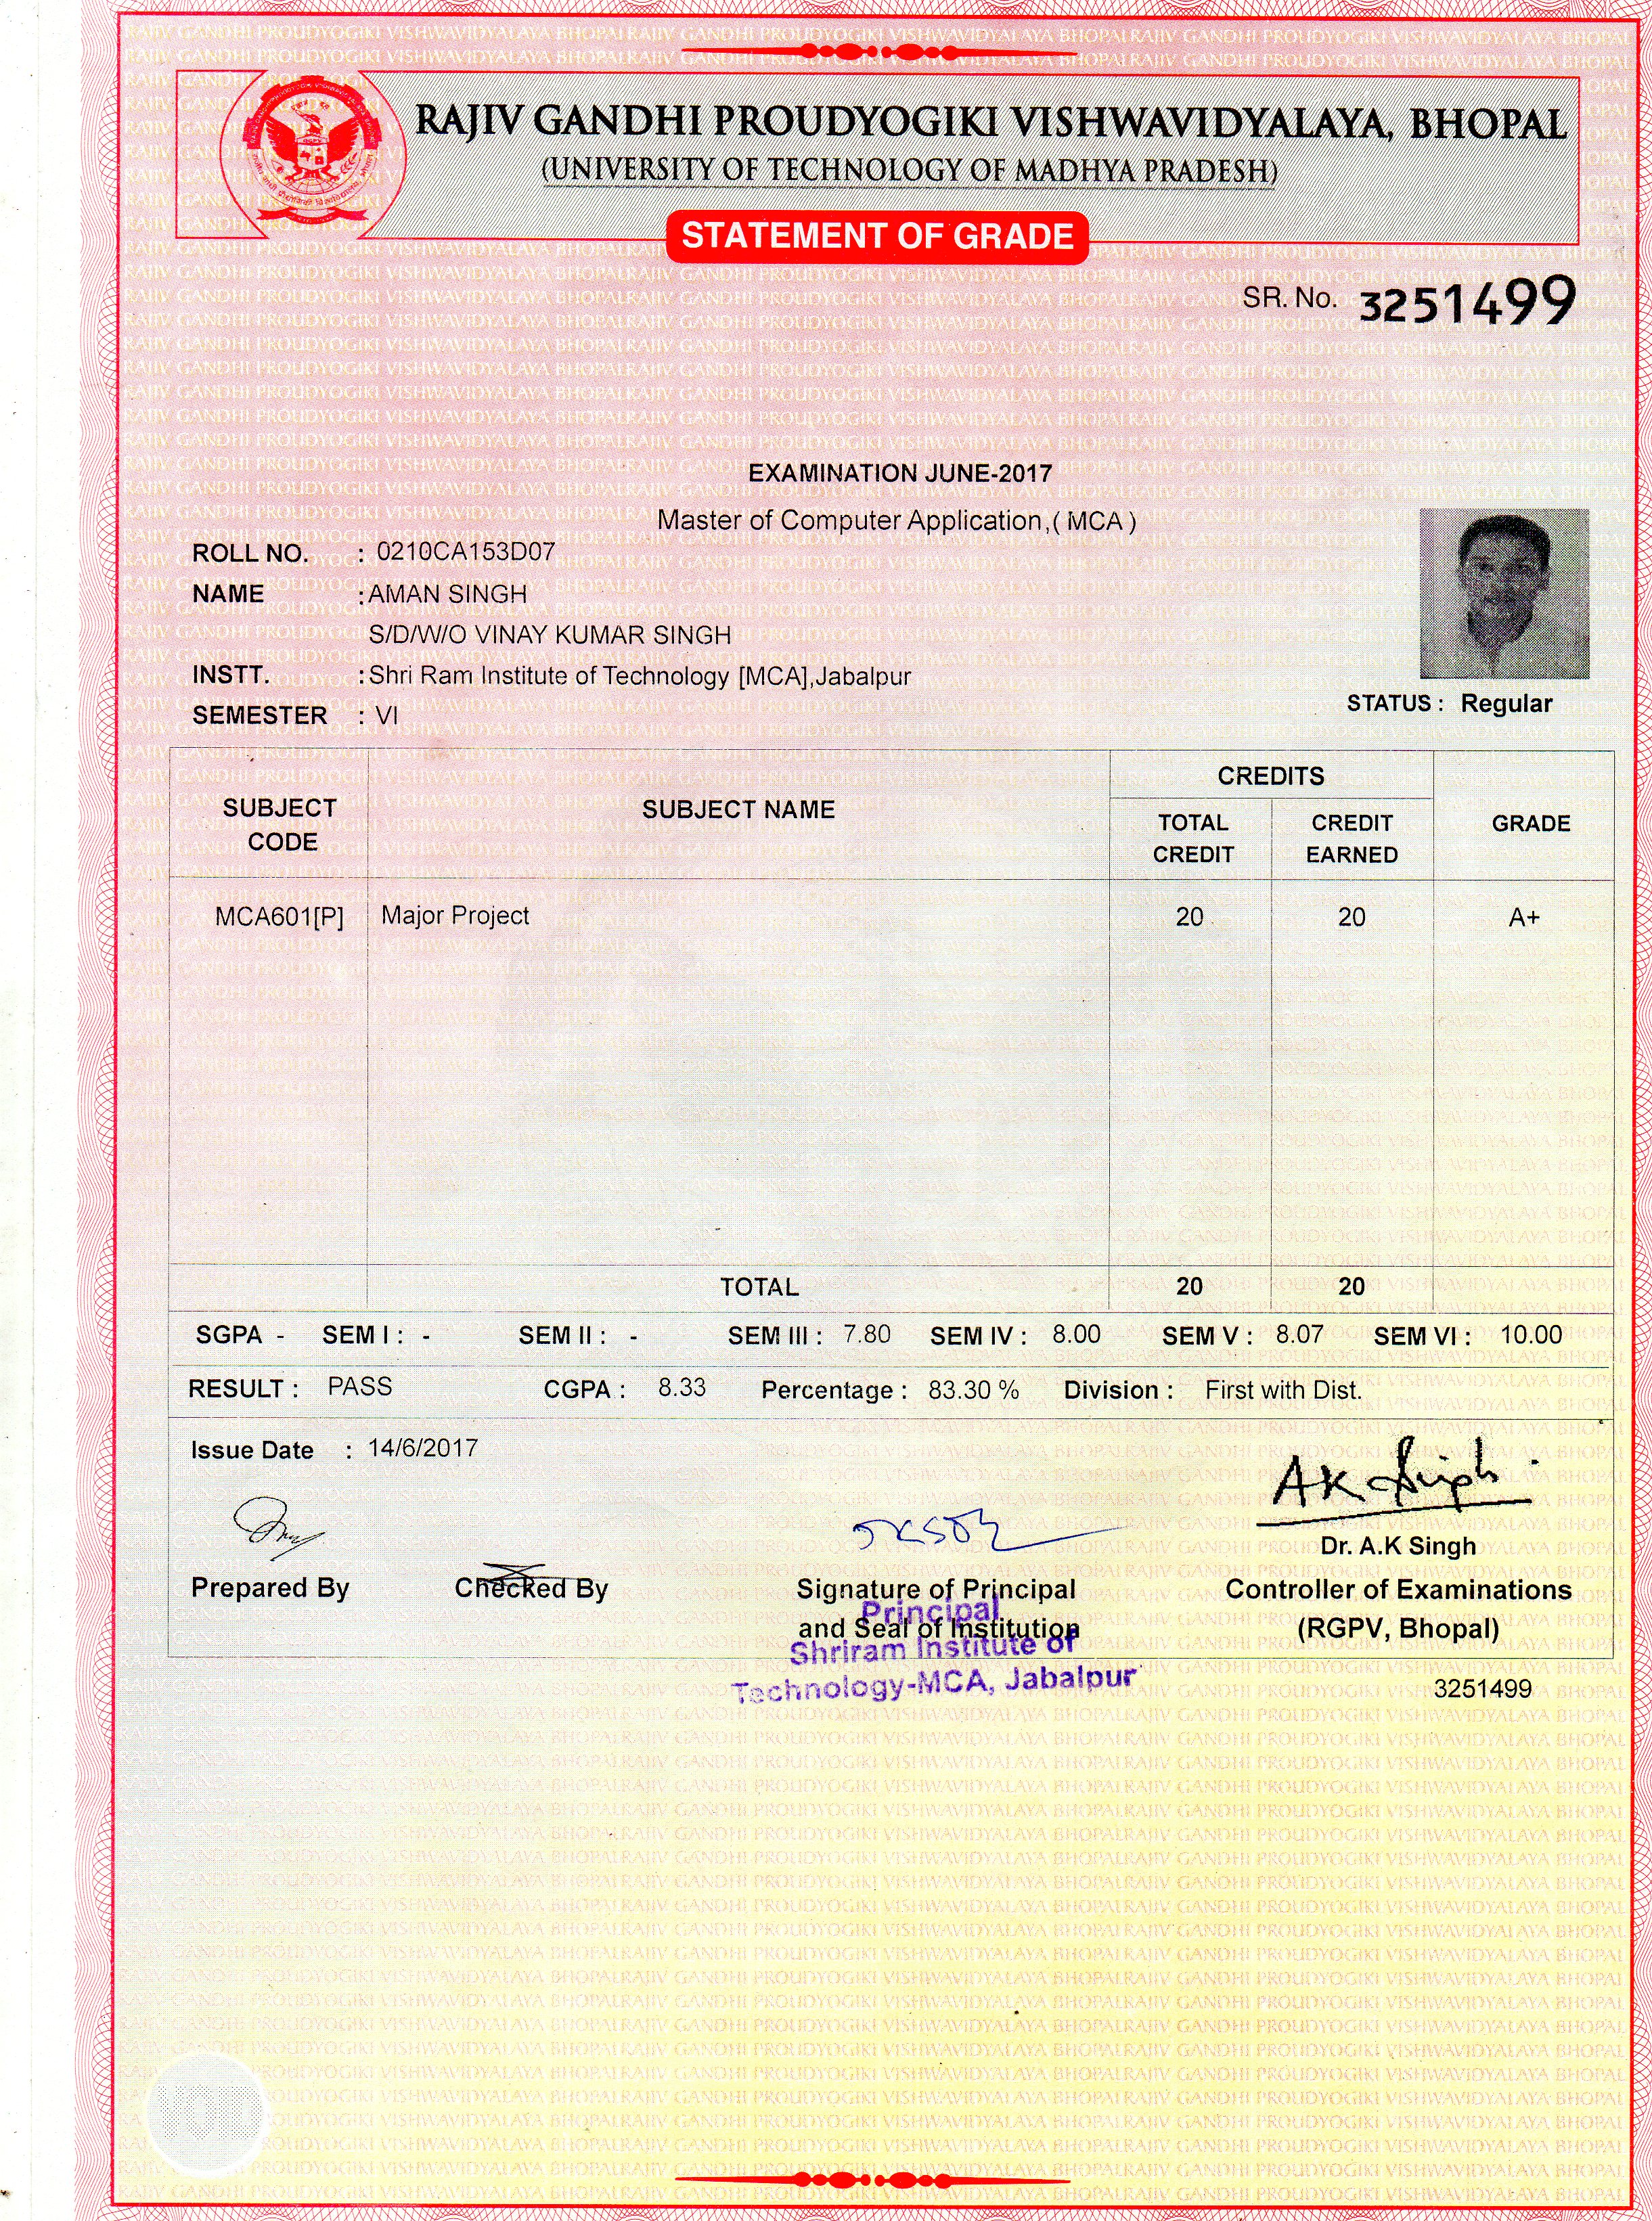 RAJIV GANDHI PROUDYOGIKI VISHWAVIDYALAYA, BHOPAL
(UNIVERSITY OF TECHNOLOGY OF MADHYA PRADESH)
STATEMENT OF GRADE
SR. No. 3251499
EXAMINATION JUNE-2017
Master of Computer Application,( MCA )
ROLL NO. : 0210CA153D07
NAME : AMAN SINGH
S/D/W/O VINAY KUMAR SINGH
INSTT. : Shri Ram Institute of Technology [MCA],Jabalpur
SEMESTER : VI
STATUS : Regular
SUBJECT CODE SUBJECT NAME CREDITS GRADE
TOTAL CREDIT CREDIT EARNED
MCA601[P] Major Project 20 20 A+
TOTAL 20 20
SGPA - SEM I : - SEM II : - SEM III : 7.80 SEM IV : 8.00 SEM V : 8.07 SEM VI : 10.00
RESULT : PASS CGPA : 8.33 Percentage : 83.30 % Division : First with Dist.
Issue Date : 14/6/2017
AK Singh
Dr. A.K Singh
Prepared By Checked By Signature of Principal Controller of Examinations
and Seal of Institution (RGPV, Bhopal)
Principal
Shriram Institute of
Technology-MCA, Jabalpur
3251499
VOID